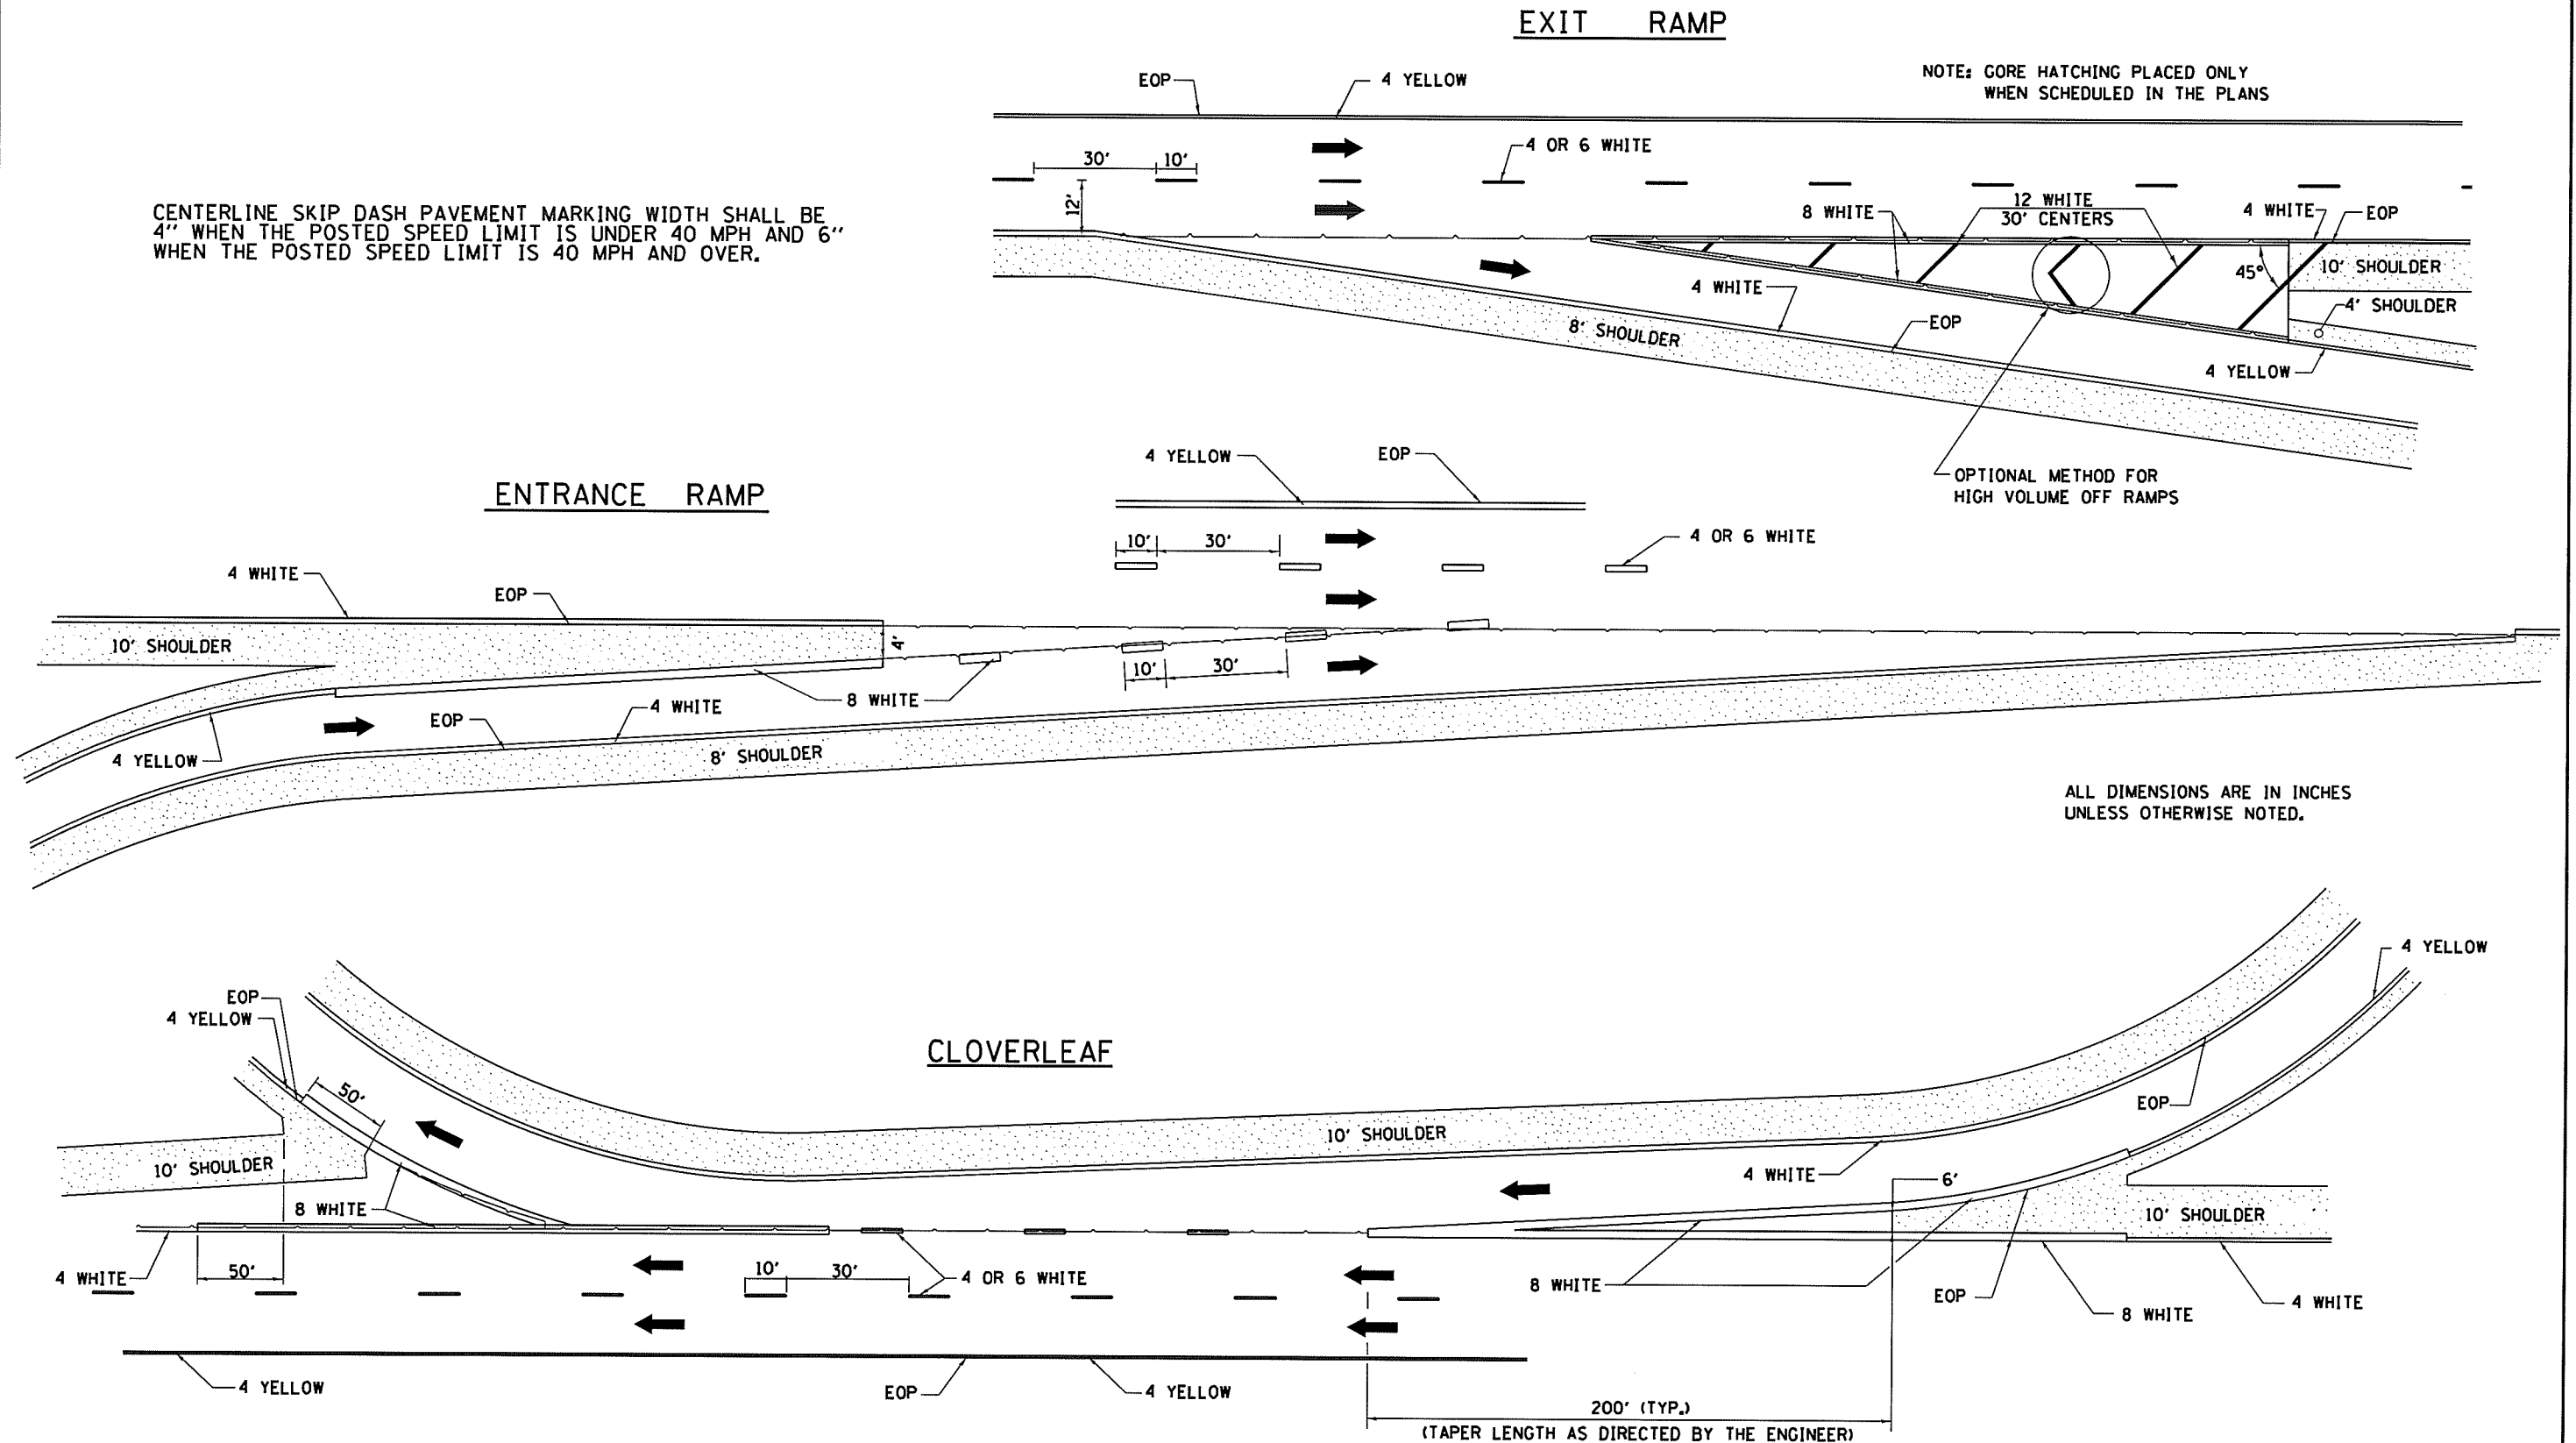 EXIT RAMP
NOTE: GORE HATCHING PLACED ONLY
WHEN SCHEDULED IN THE PLANS
EOP
4 YELLOW
30'
10'
4 OR 6 WHITE
12'
CENTERLINE SKIP DASH PAVEMENT MARKING WIDTH SHALL BE
4" WHEN THE POSTED SPEED LIMIT IS UNDER 40 MPH AND 6"
WHEN THE POSTED SPEED LIMIT IS 40 MPH AND OVER.
8 WHITE
12 WHITE
30' CENTERS
4 WHITE
EOP
45°
10' SHOULDER
4 WHITE
4' SHOULDER
8' SHOULDER
EOP
4 YELLOW
OPTIONAL METHOD FOR
HIGH VOLUME OFF RAMPS
ENTRANCE RAMP
4 YELLOW
EOP
10'
30'
4 OR 6 WHITE
4 WHITE
EOP
10' SHOULDER
4'
10'
30'
8 WHITE
4 WHITE
EOP
4 YELLOW
8' SHOULDER
ALL DIMENSIONS ARE IN INCHES
UNLESS OTHERWISE NOTED.
CLOVERLEAF
EOP
4 YELLOW
50'
10' SHOULDER
8 WHITE
4 WHITE
50'
10'
30'
4 OR 6 WHITE
4 YELLOW
EOP
4 YELLOW
10' SHOULDER
4 WHITE
6'
4 YELLOW
EOP
10' SHOULDER
8 WHITE
EOP
8 WHITE
4 WHITE
200' (TYP.)
(TAPER LENGTH AS DIRECTED BY THE ENGINEER)